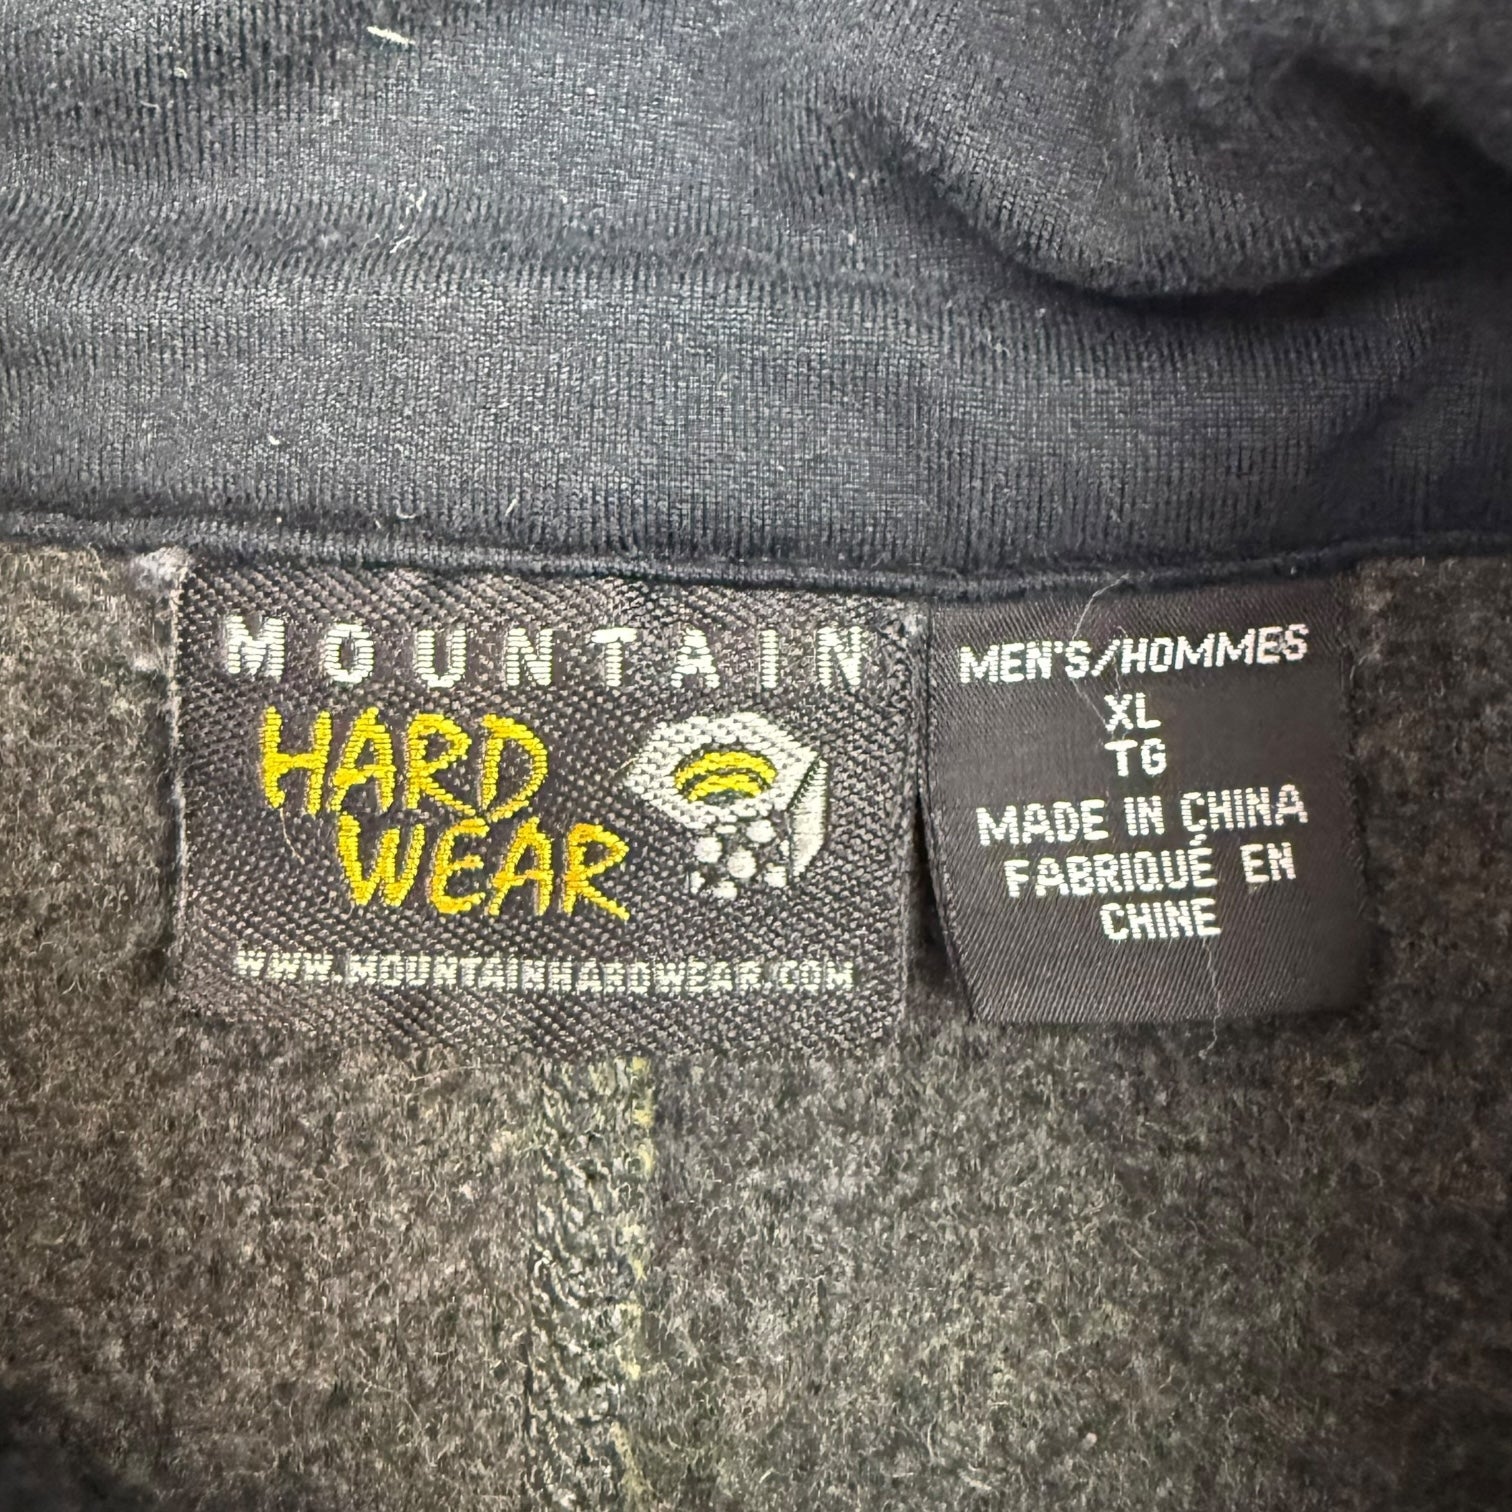 MOUNTAIN
HARD
WEAR
WWW.MOUNTAINHARDWEAR.COM
MEN'S/HOMMES
XL
TG
MADE IN CHINA
FABRIQUÉ EN
CHINE